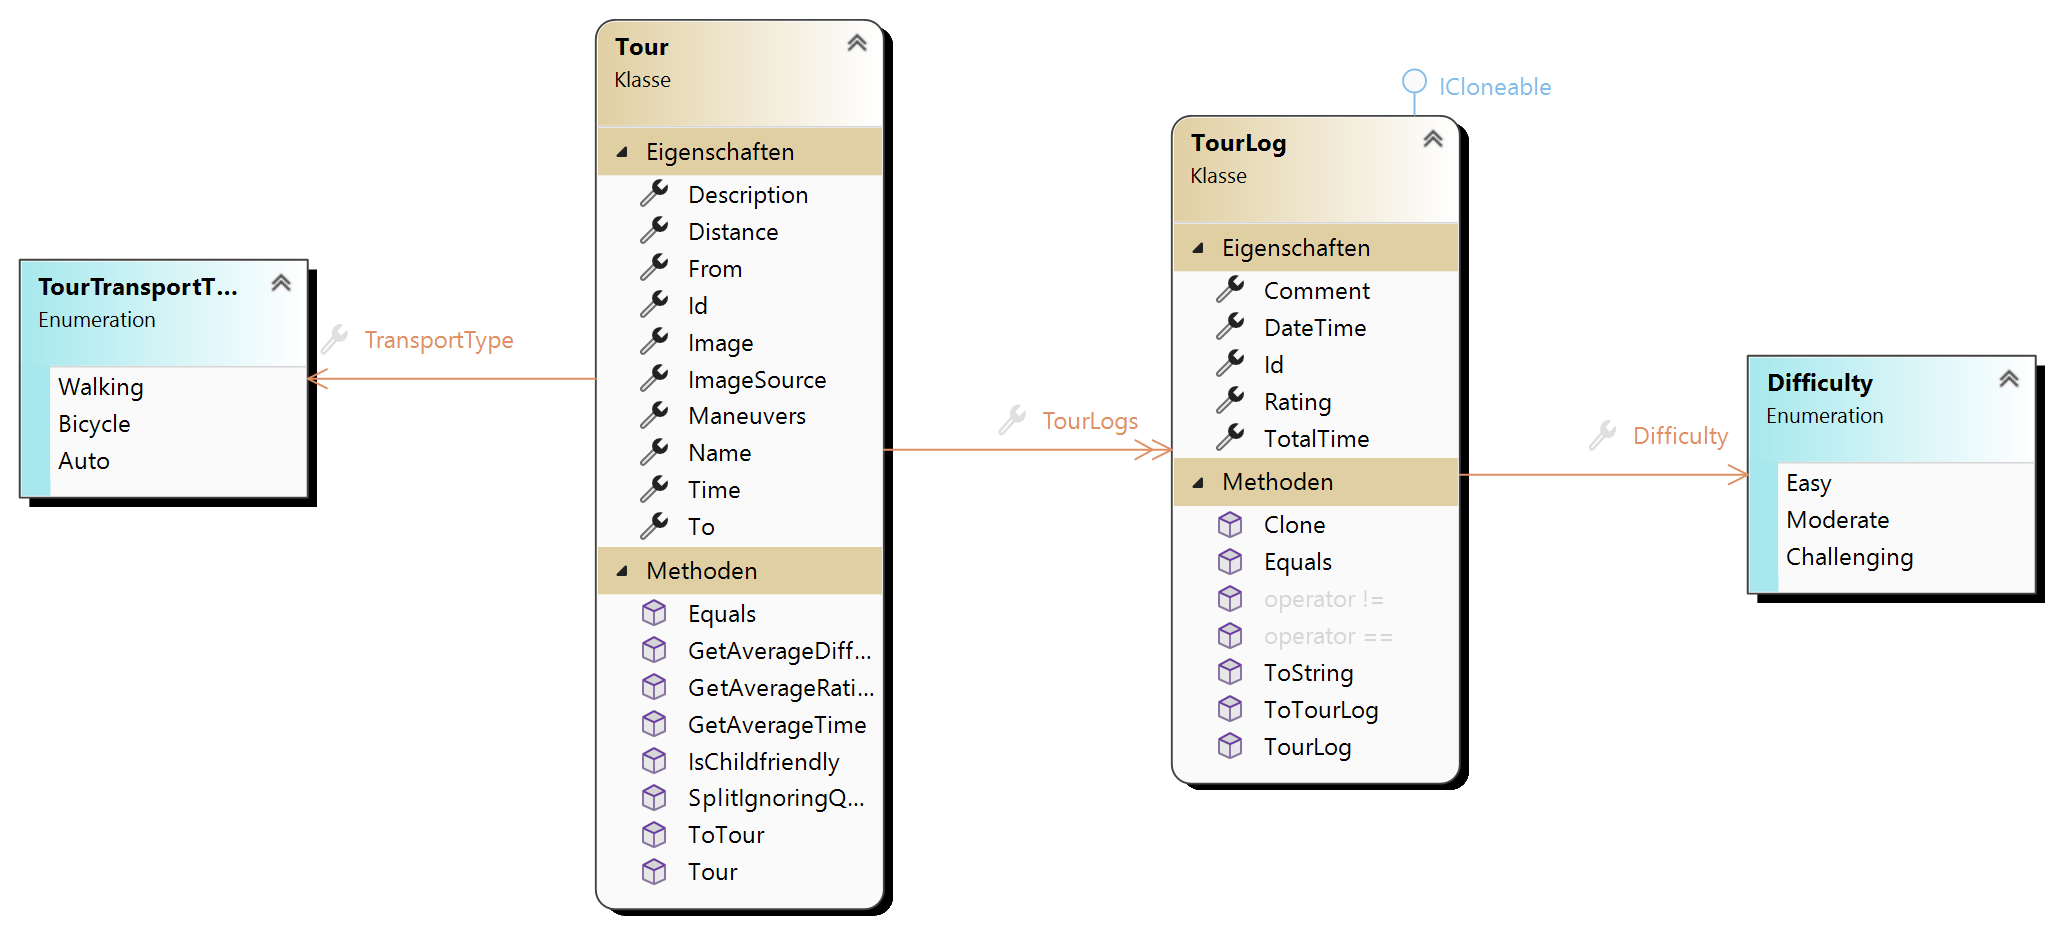 TourTransportT...
Enumeration
Walking
Bicycle
Auto
TransportType
Tour
Klasse
Eigenschaften
Description
Distance
From
Id
Image
ImageSource
Maneuvers
Name
Time
To
Methoden
Equals
GetAverageDiff...
GetAverageRati...
GetAverageTime
IsChildfriendly
SplitIgnoringQ...
ToTour
Tour
TourLogs
ICloneable
TourLog
Klasse
Eigenschaften
Comment
DateTime
Id
Rating
TotalTime
Methoden
Clone
Equals
operator !=
operator ==
ToString
ToTourLog
TourLog
Difficulty
Difficulty
Enumeration
Easy
Moderate
Challenging